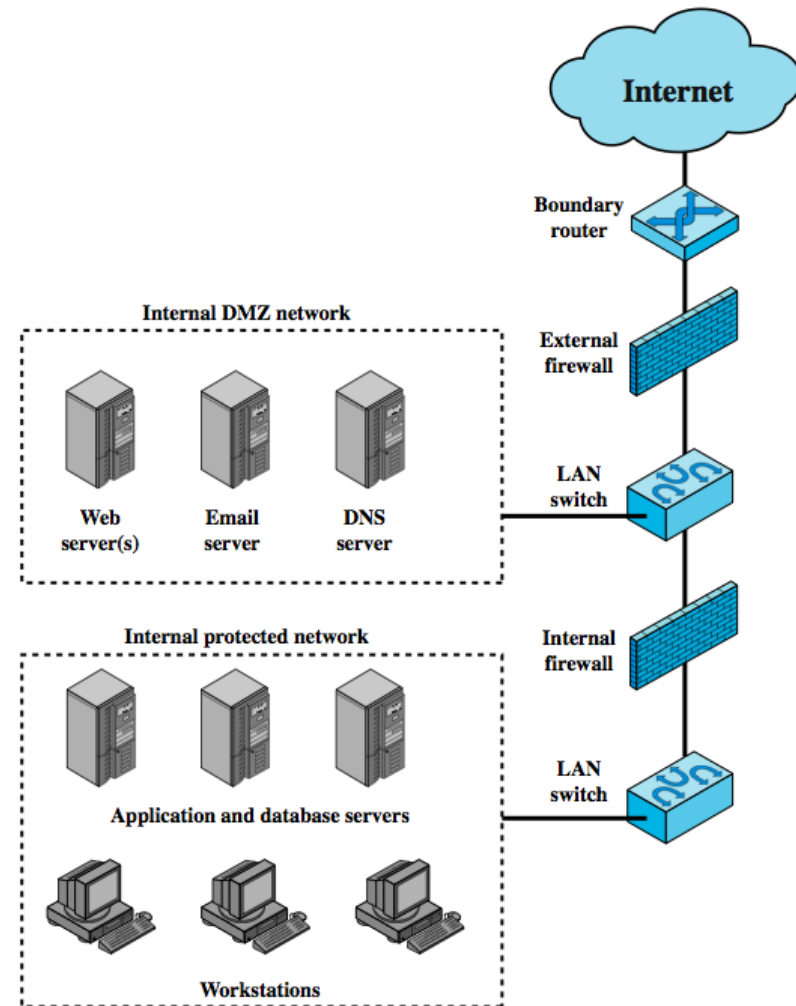 Internet
Boundary
router
Internal DMZ network
External
firewall
Web
server(s)
Email
server
DNS
server
LAN
switch
Internal protected network
Internal
firewall
Application and database servers
LAN
switch
Workstations